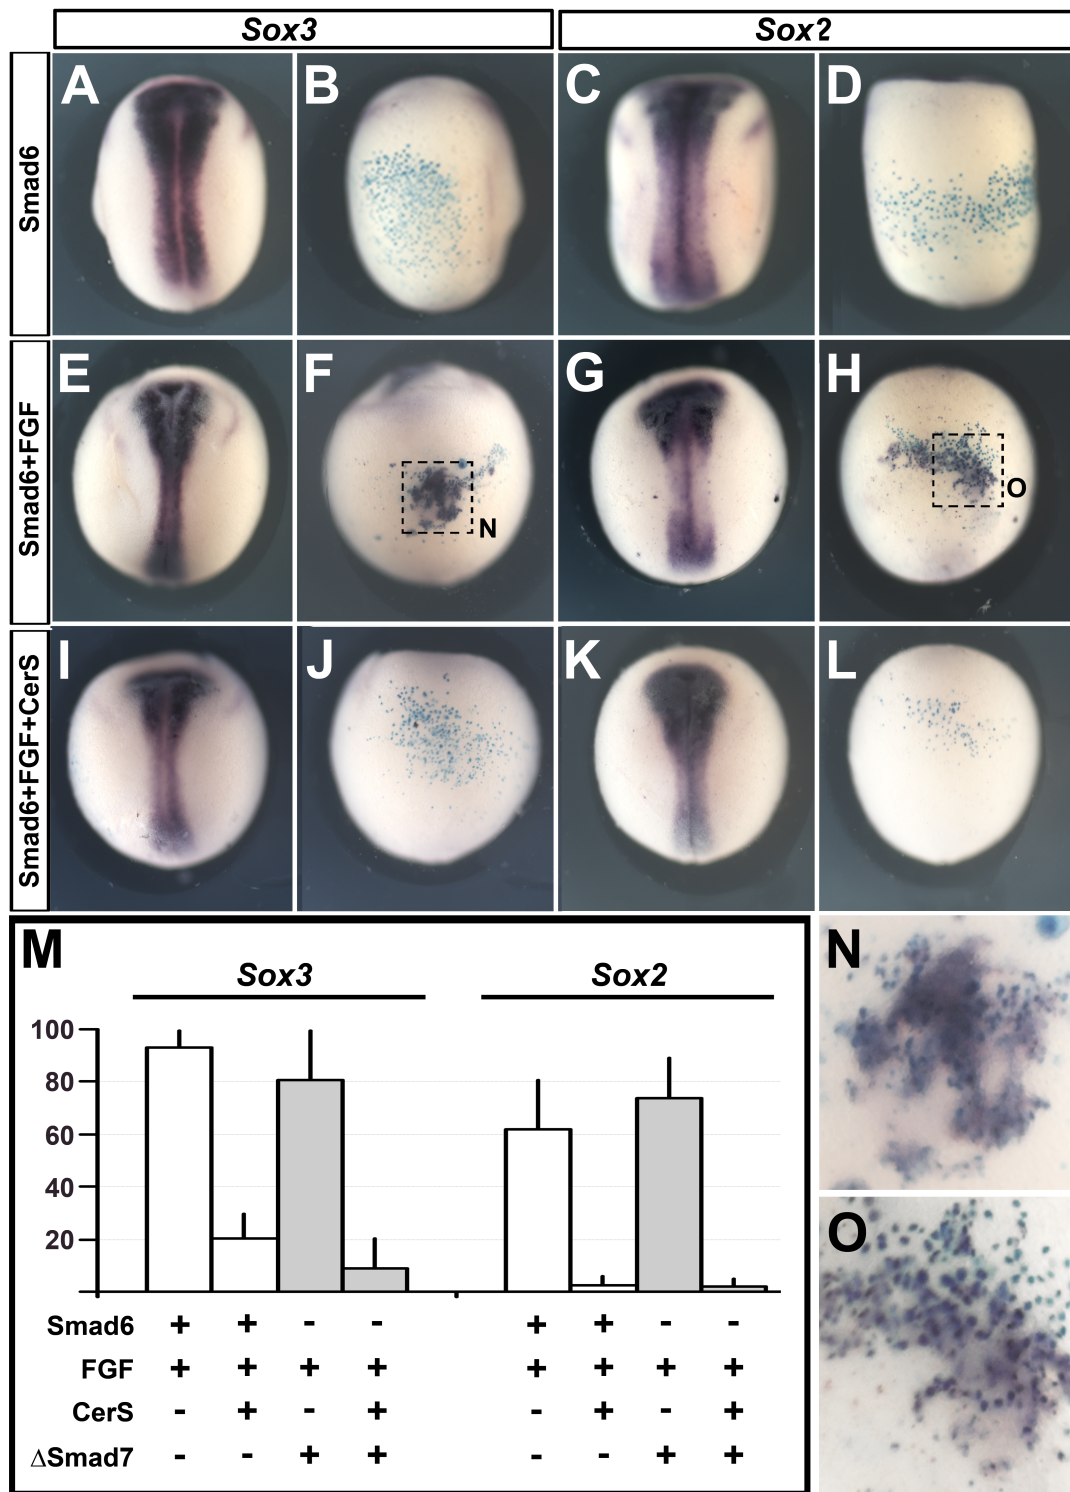 Sox3 Sox2
Smad6
A B C D
Smad6+FGF
E F G H
N O
Smad6+FGF+CerS
I J K L
M N
Sox3 Sox2
100
80
60
40
20
O
Smad6 + + - - + + - -
FGF + + + + + + + +
CerS - + - + - + - +
ΔSmad7 - - + + - - + +